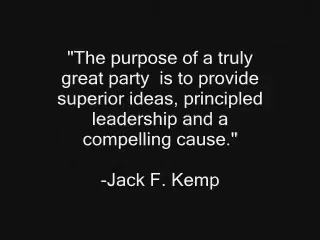 "The purpose of a truly
great party  is to provide
superior ideas, principled
leadership and a
compelling cause."
-Jack F. Kemp